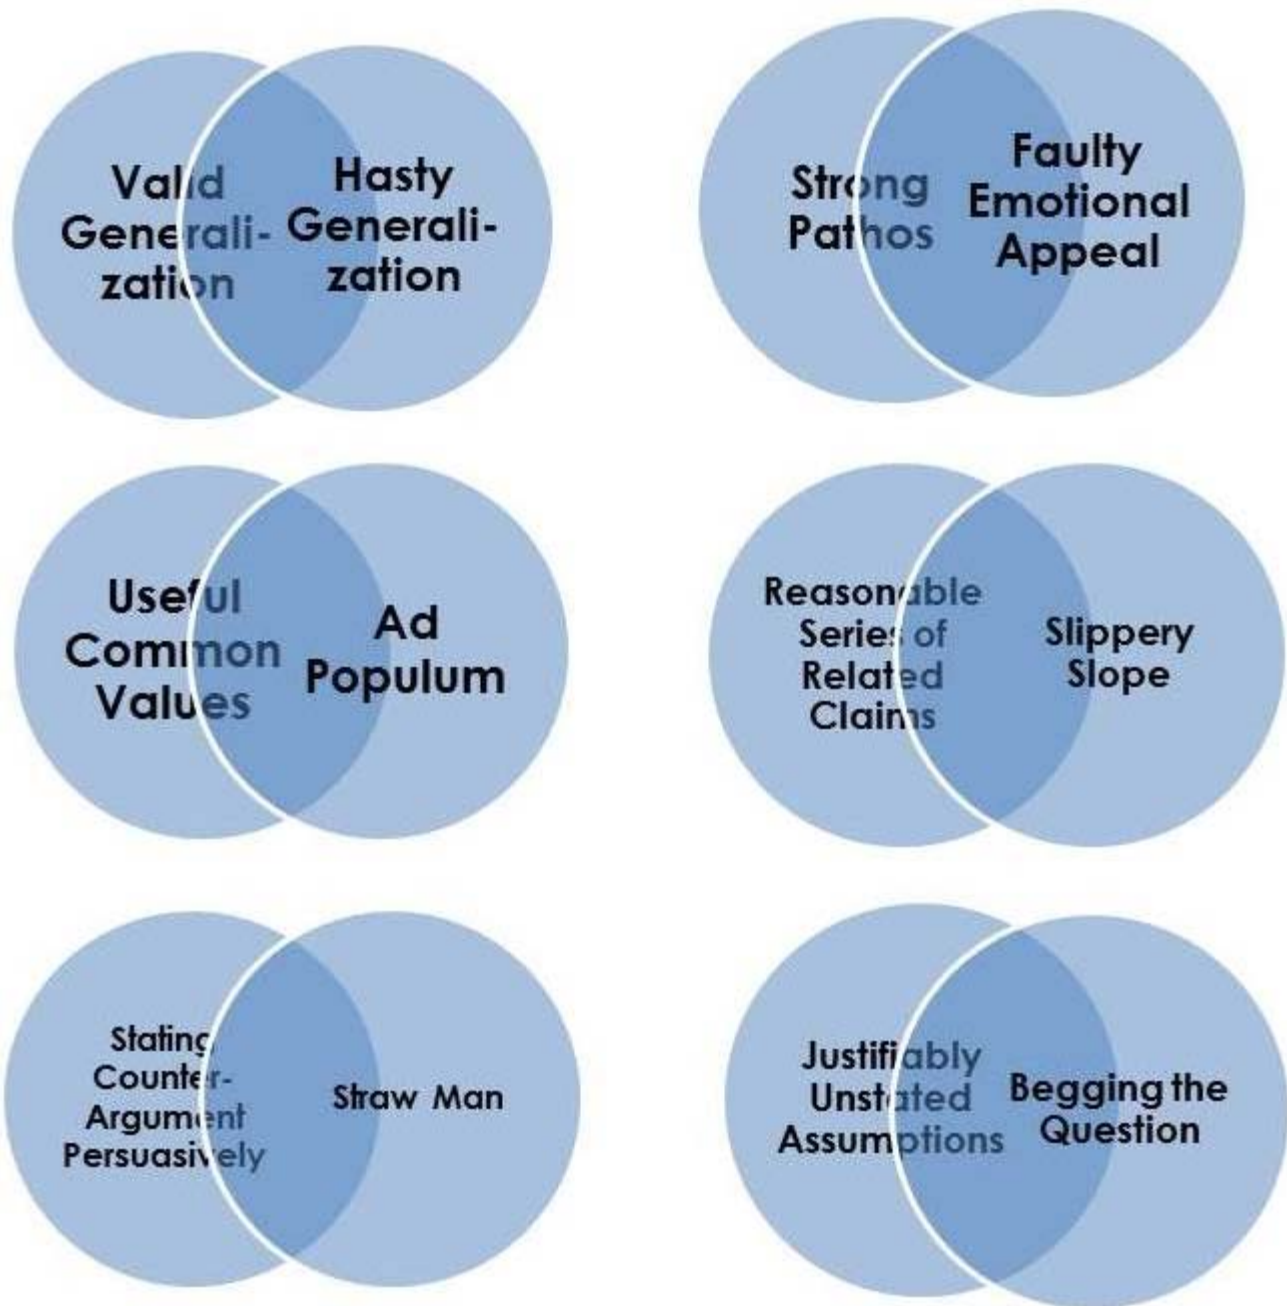 Valid
Generali-
zation
Hasty
Generali-
zation
Strong
Pathos
Faulty
Emotional
Appeal
Useful
Common
Values
Ad
Populum
Reasonable
Series of
Related
Claims
Slippery
Slope
Stating
Counter-
Argument
Persuasively
Straw Man
Justifiably
Unstated
Assumptions
Begging the
Question